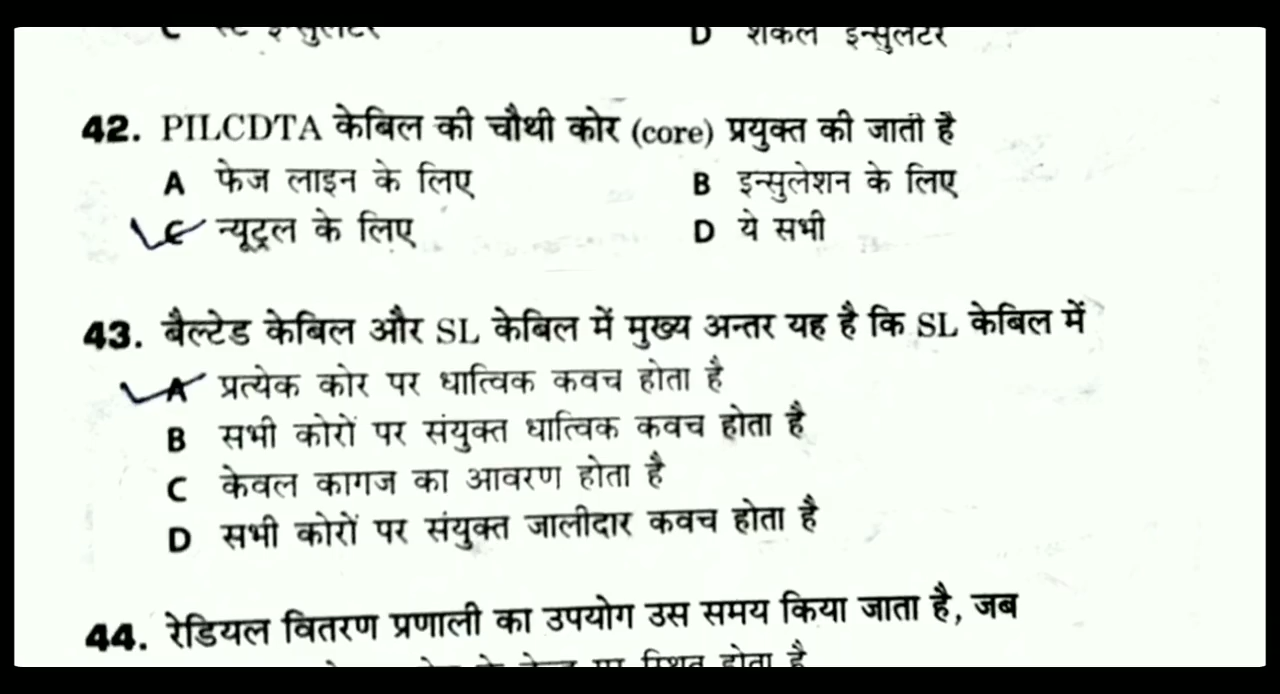 D शैकल इन्सुलेटर
42. PILCDTA केबिल की चौथी कोर (core) प्रयुक्त की जाती है
A फेज लाइन के लिए B इन्सुलेशन के लिए
C न्यूट्रल के लिए D ये सभी
43. बैल्टेड केबिल और SL केबिल में मुख्य अन्तर यह है कि SL केबिल में
A प्रत्येक कोर पर धात्विक कवच होता है
B सभी कोरों पर संयुक्त धात्विक कवच होता है
C केवल कागज का आवरण होता है
D सभी कोरों पर संयुक्त जालीदार कवच होता है
44. रेडियल वितरण प्रणाली का उपयोग उस समय किया जाता है, जब
पर स्थित होता है